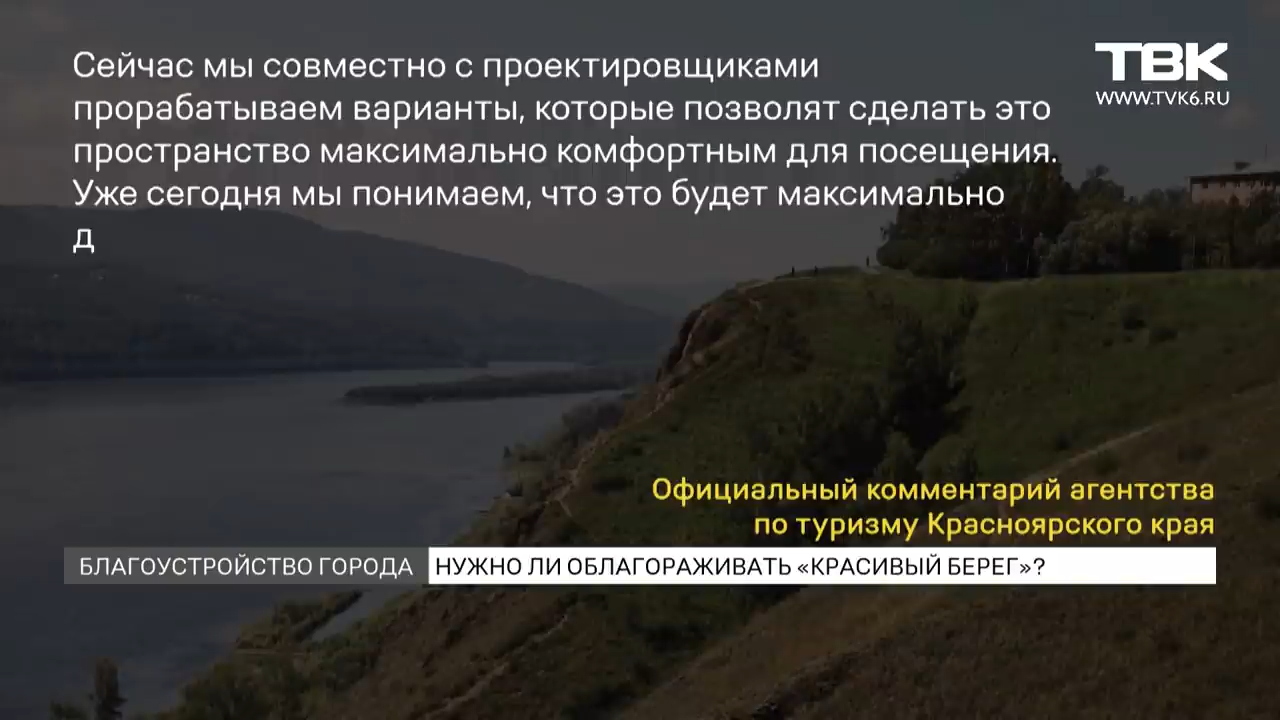 Сейчас мы совместно с проектировщиками
прорабатываем варианты, которые позволят сделать это
пространство максимально комфортным для посещения.
Уже сегодня мы понимаем, что это будет максимально
д
ТВК
WWW.TVK6.RU
Официальный комментарий агентства
по туризму Красноярского края
БЛАГОУСТРОЙСТВО ГОРОДА
НУЖНО ЛИ ОБЛАГОРАЖИВАТЬ «КРАСИВЫЙ БЕРЕГ»?